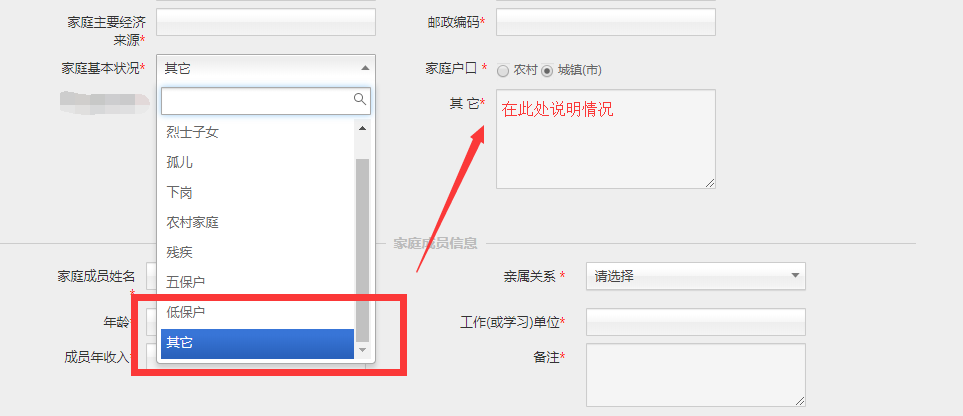 家庭主要经济
来源*
邮政编码*
家庭基本状况*
其它
家庭户口 *
农村
城镇(市)
烈士子女
孤儿
下岗
农村家庭
残疾
五保户
低保户
其它
其 它*
在此处说明情况
家庭成员信息
家庭成员姓名
*
亲属关系 *
请选择
年龄*
工作(或学习)单位*
成员年收入*
备注*